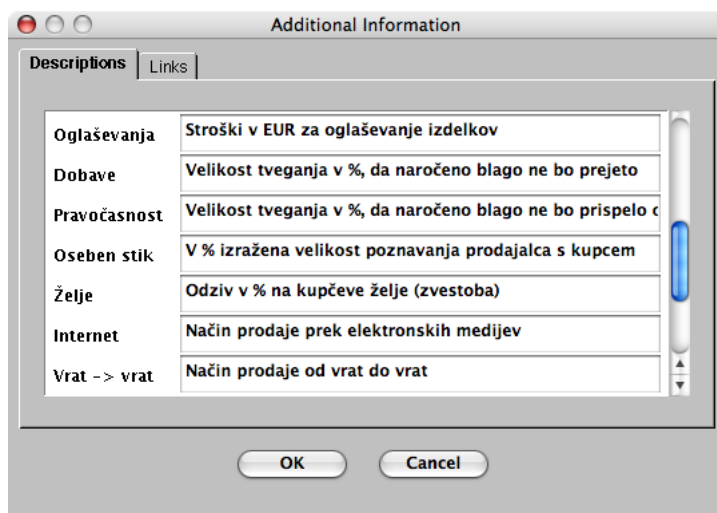 Additional Information
Descriptions Links
Oglaševanja Stroški v EUR za oglaševanje izdelkov
Dobave Velikost tveganja v %, da naročeno blago ne bo prejeto
Pravočasnost Velikost tveganja v %, da naročeno blago ne bo prispelo
Oseben stik V % izražena velikost poznavanja prodajalca s kupcem
Želje Odziv v % na kupčeve želje (zvestoba)
Internet Način prodaje prek elektronskih medijev
Vrat -> vrat Način prodaje od vrat do vrat
OK Cancel